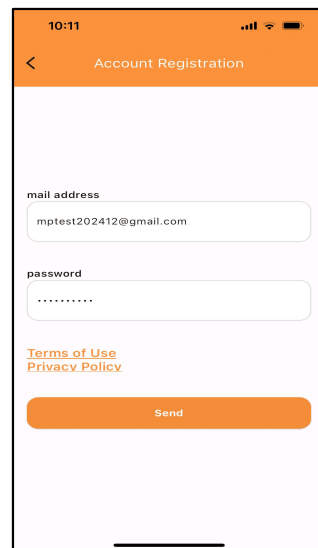 10:11
Account Registration
mail address
mptest202412@gmail.com
password
··········
Terms of Use
Privacy Policy
Send